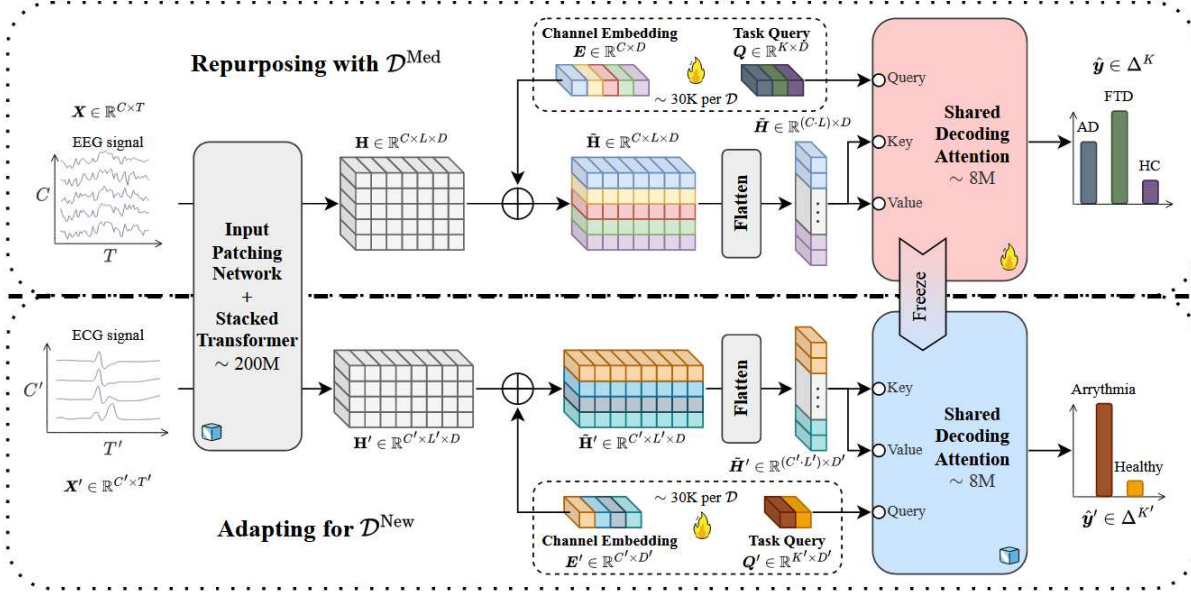 Repurposing with 𝒟^Med
X ∈ ℝ^{C×T}
EEG signal
C
T
Input
Patching
Network
+
Stacked
Transformer
∼ 200M
H ∈ ℝ^{C×L×D}
Channel Embedding
E ∈ ℝ^{C×D}
Task Query
Q ∈ ℝ^{K×D}
∼ 30K per 𝒟
H̃ ∈ ℝ^{C×L×D}
Flatten
H̃ ∈ ℝ^{(C·L)×D}
Query
Key
Value
Shared
Decoding
Attention
∼ 8M
ŷ ∈ Δ^K
FTD
AD
HC
Freeze
ECG signal
C′
T′
X′ ∈ ℝ^{C′×T′}
Adapting for 𝒟^New
H′ ∈ ℝ^{C′×L′×D}
H̃′ ∈ ℝ^{C′×L′×D}
Flatten
H̃′ ∈ ℝ^{(C′·L′)×D′}
∼ 30K per 𝒟
Channel Embedding
E′ ∈ ℝ^{C′×D′}
Task Query
Q′ ∈ ℝ^{K′×D′}
Key
Value
Query
Shared
Decoding
Attention
∼ 8M
Arrythmia
Healthy
ŷ′ ∈ Δ^{K′}